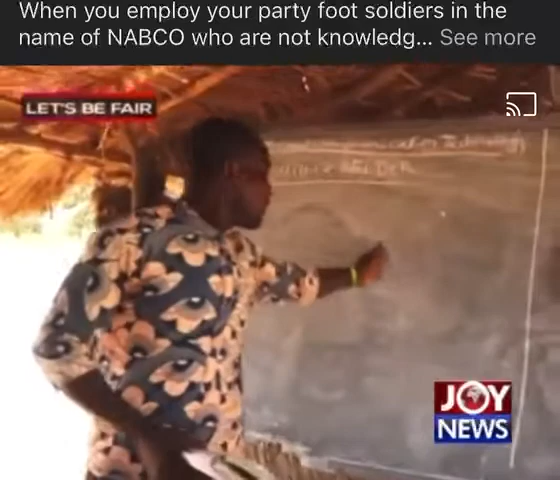 When you employ your party foot soldiers in the
name of NABCO who are not knowledg... See more
LET'S BE FAIR
JOY
NEWS